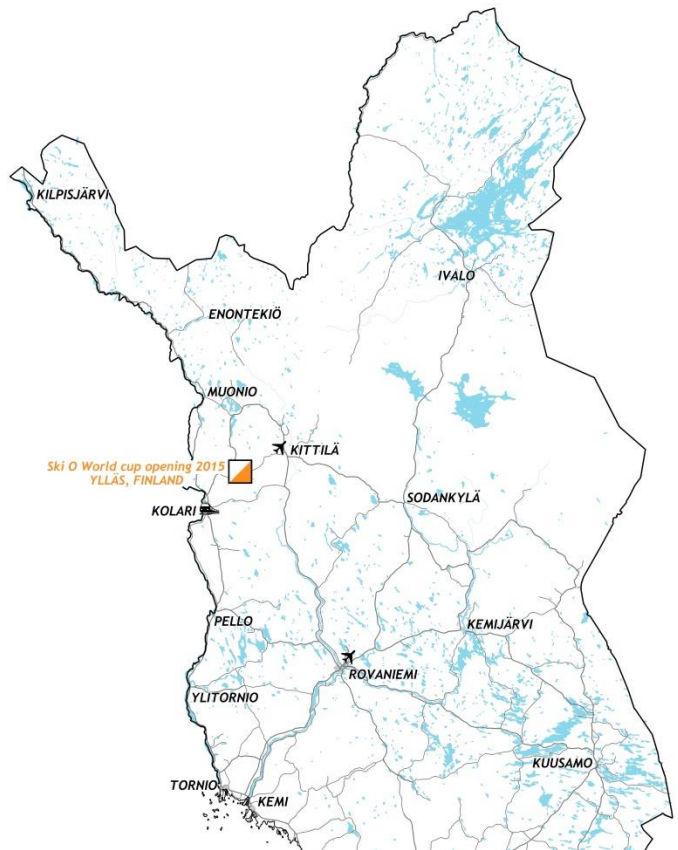 KILPISJÄRVI
IVALO
ENONTEKIÖ
MUONIO
KITTILÄ
Ski O World cup opening 2015
YLLÄS, FINLAND
SODANKYLÄ
KOLARI
PELLO
KEMIJÄRVI
ROVANIEMI
YLITORNIO
KUUSAMO
TORNIO
KEMI